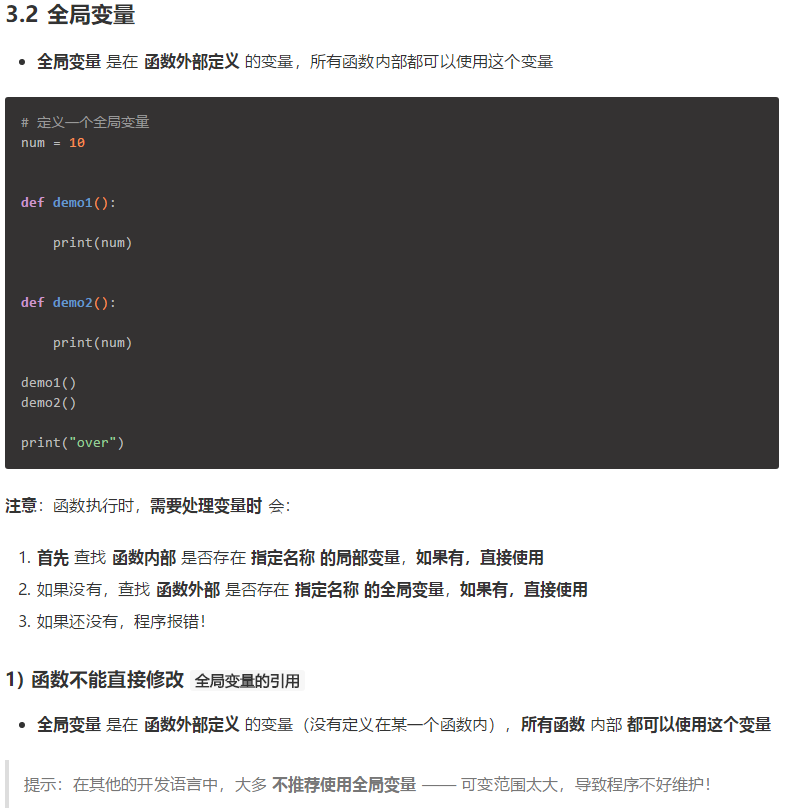 3.2 全局变量
• 全局变量 是在 函数外部定义 的变量，所有函数内部都可以使用这个变量
# 定义一个全局变量
num = 10
def demo1():
    print(num)
def demo2():
    print(num)
demo1()
demo2()
print("over")
注意：函数执行时，需要处理变量时 会：
1. 首先 查找 函数内部 是否存在 指定名称 的局部变量，如果有，直接使用
2. 如果没有，查找 函数外部 是否存在 指定名称 的全局变量，如果有，直接使用
3. 如果还没有，程序报错！
1) 函数不能直接修改 全局变量的引用
• 全局变量 是在 函数外部定义 的变量（没有定义在某一个函数内），所有函数 内部 都可以使用这个变量
提示：在其他的开发语言中，大多 不推荐使用全局变量 —— 可变范围太大，导致程序不好维护！